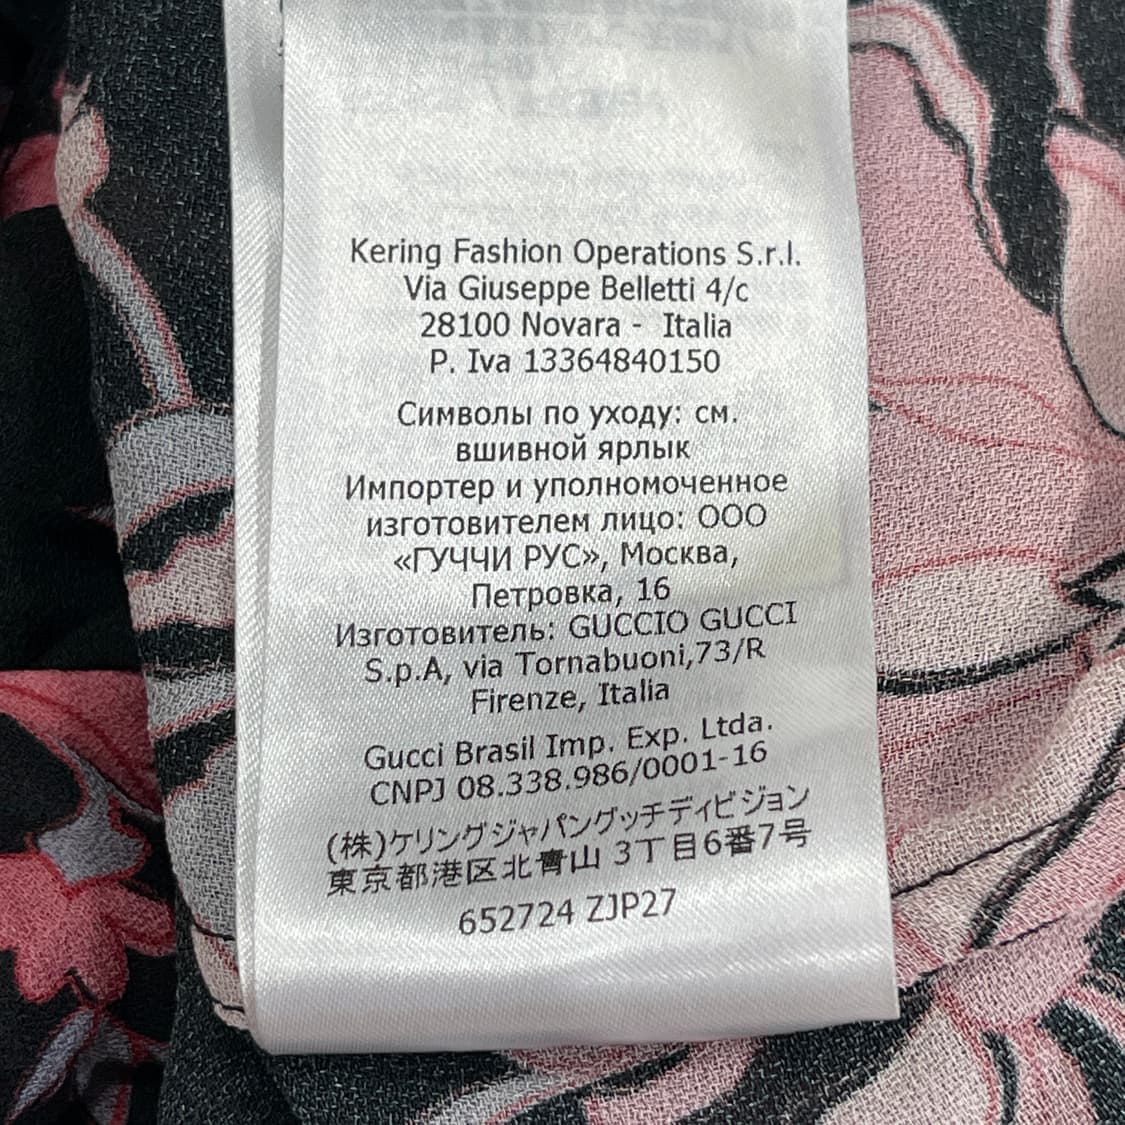 Kering Fashion Operations S.r.l.
Via Giuseppe Belletti 4/c
28100 Novara - Italia
P. Iva 13364840150
Символы по уходу: см.
вшивной ярлык
Импортер и уполномоченное
изготовителем лицо: ООО
«ГУЧЧИ РУС», Москва,
Петровка, 16
Изготовитель: GUCCIO GUCCI
S.p.A, via Tornabuoni,73/R
Firenze, Italia
Gucci Brasil Imp. Exp. Ltda.
CNPJ 08.338.986/0001-16
(株)ケリングジャパングッチディビジョン
東京都港区北青山 3丁目6番7号
652724 ZJP27